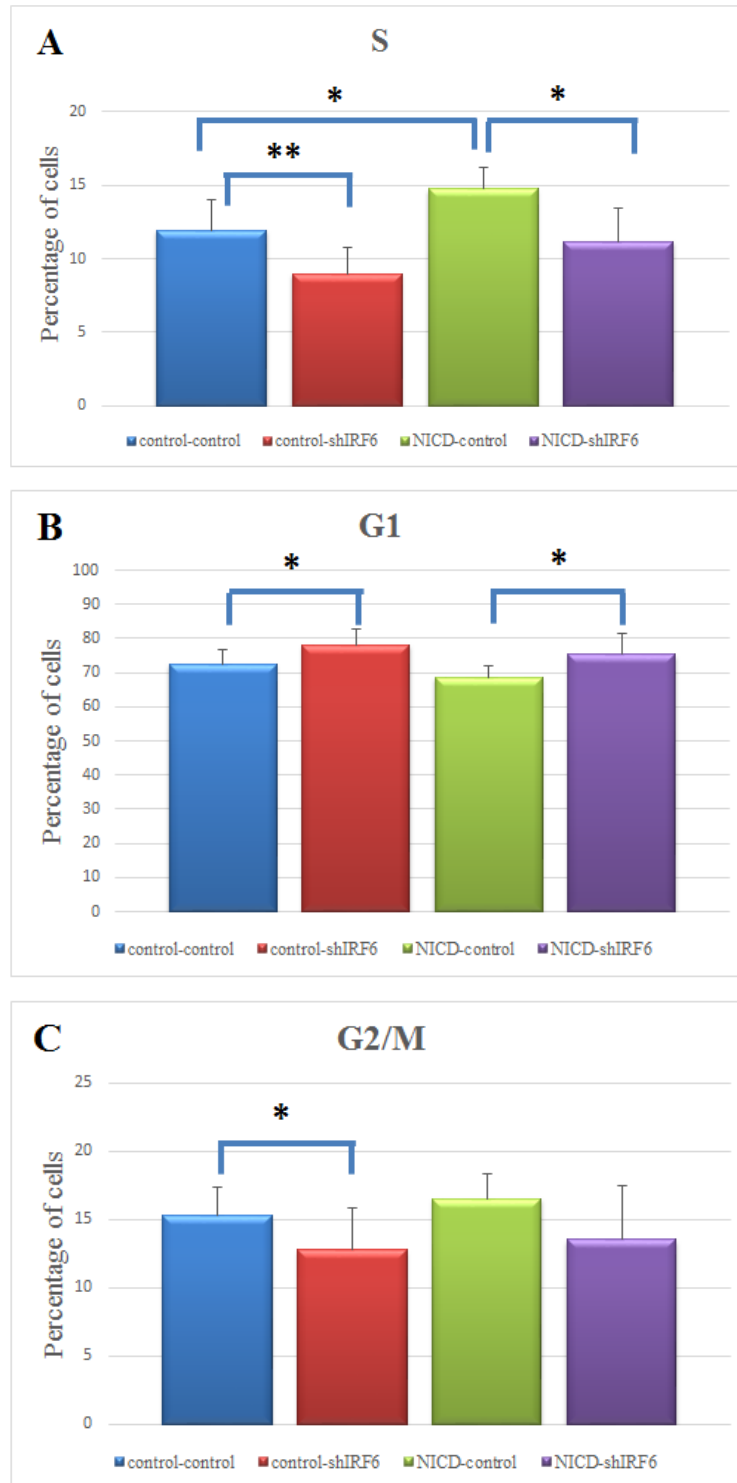 A
S
20
15
10
5
0
Percentage of cells
*
*
**
control-control control-shIRF6 NICD-control NICD-shIRF6
B
G1
100
90
80
70
60
50
40
30
20
10
0
Percentage of cells
*
*
control-control control-shIRF6 NICD-control NICD-shIRF6
C
G2/M
25
20
15
10
5
0
Percentage of cells
*
control-control control-shIRF6 NICD-control NICD-shIRF6